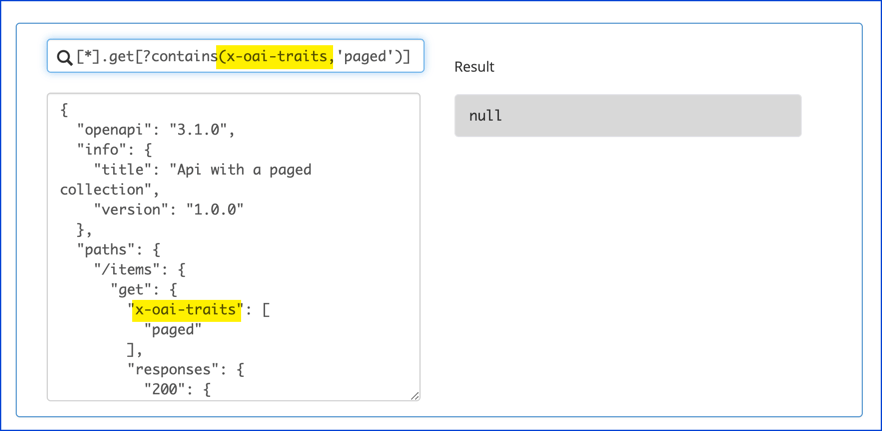 [*].get[?contains(x-oai-traits,'paged')]
Result
null
{
"openapi": "3.1.0",
"info": {
"title": "Api with a paged
collection",
"version": "1.0.0"
},
"paths": {
"/items": {
"get": {
"x-oai-traits": [
"paged"
],
"responses": {
"200": {